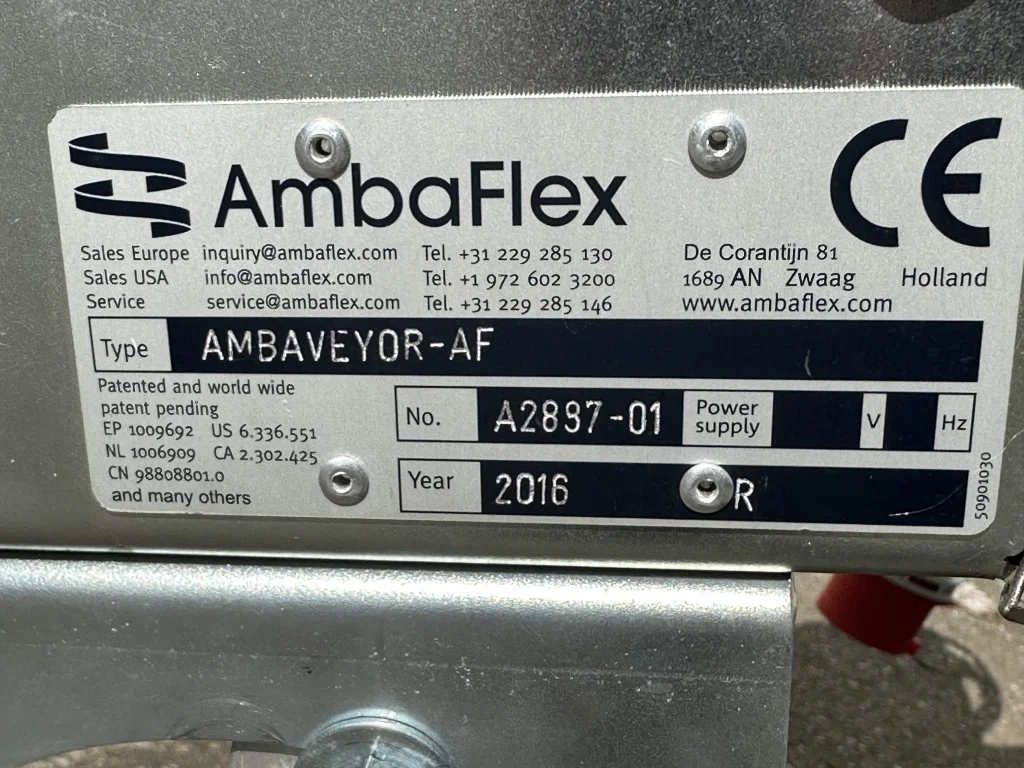 AmbaFlex CE
Sales Europe inquiry@ambaflex.com Tel. +31 229 285 130 De Corantijn 81
Sales USA info@ambaflex.com Tel. +1 972 602 3200 1689 AN Zwaag Holland
Service service@ambaflex.com Tel. +31 229 285 146 www.ambaflex.com
Type AMBAVEYOR-AF
Patented and world wide
patent pending
EP 1009692 US 6.336.551
NL 1006909 CA 2.302.425
CN 98808801.0
and many others
No. A2897-01 Power supply V Hz
Year 2016 R
50901030